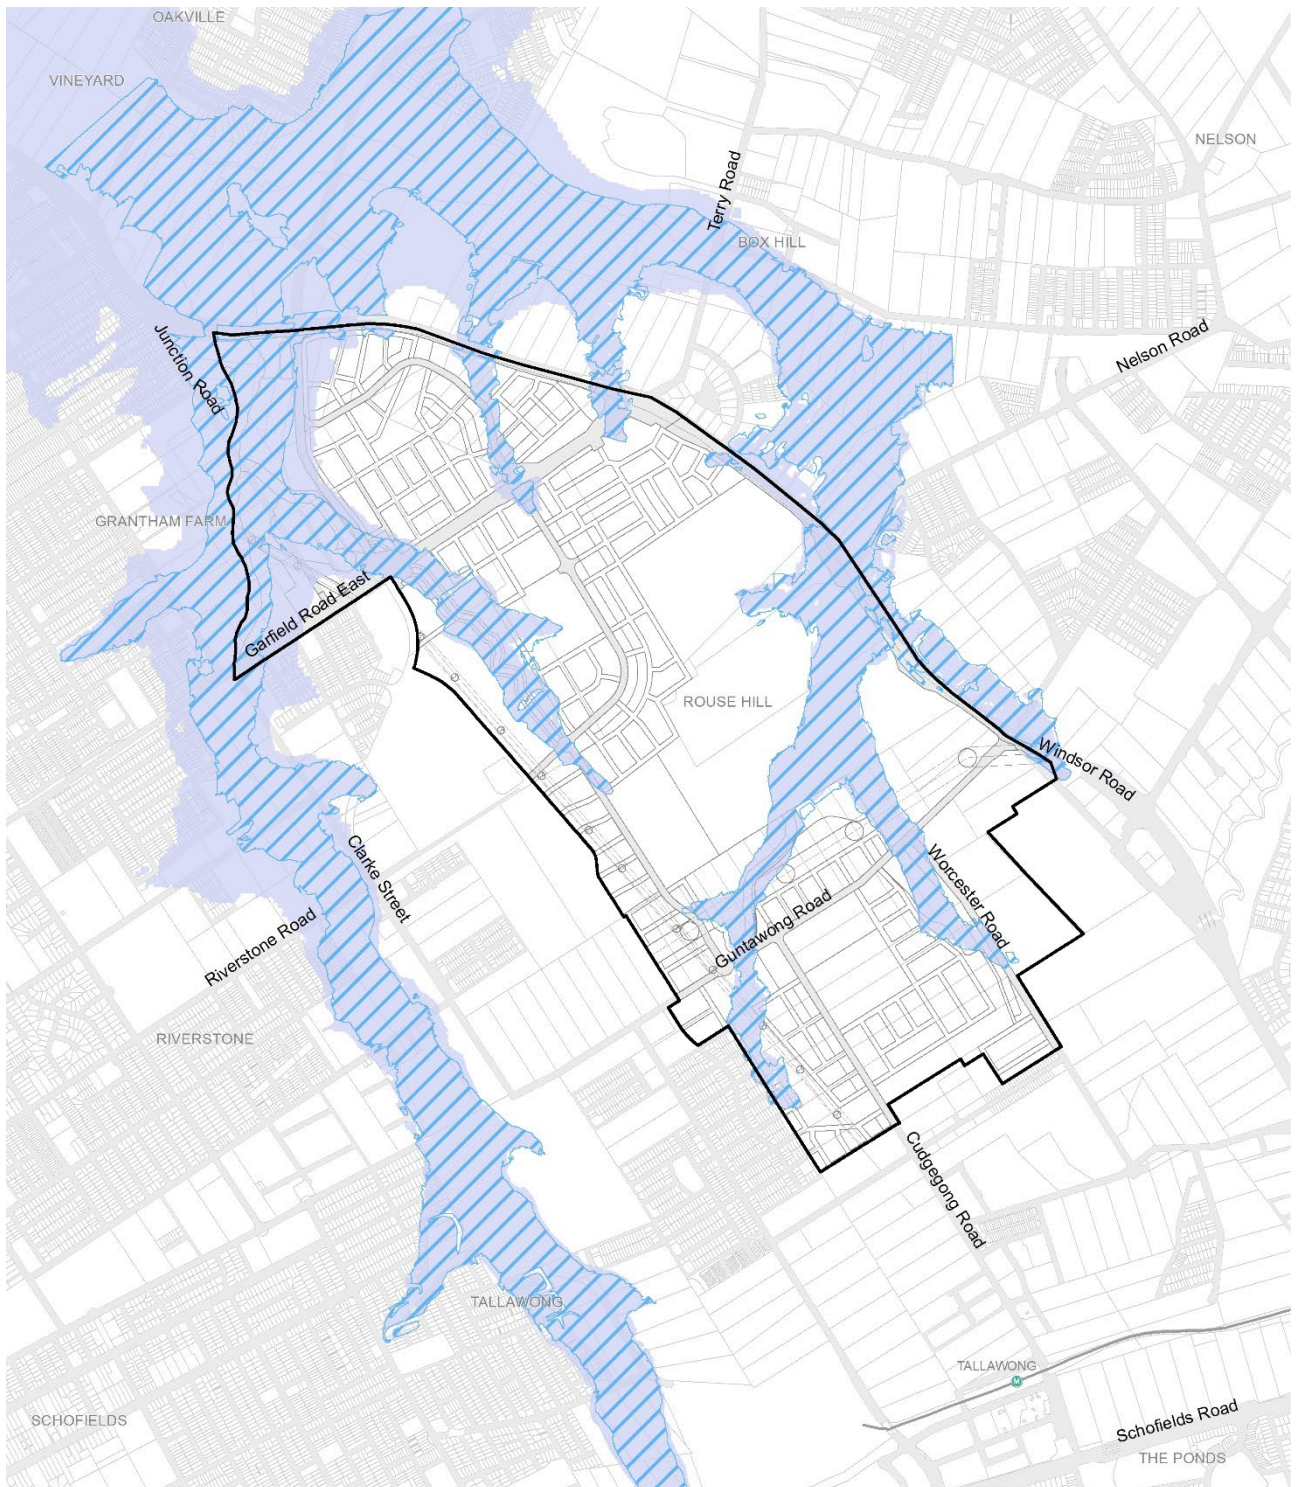 OAKVILLE
VINEYARD
NELSON
Terry Road
BOX HILL
Junction Road
Nelson Road
GRANTHAM FARM
Garfield Road East
ROUSE HILL
Windsor Road
Clarke Street
Worcester Road
Riverstone Road
Guntawong Road
RIVERSTONE
Cudgegong Road
TALLAWONG
TALLAWONG
M
SCHOFIELDS
Schofields Road
THE PONDS